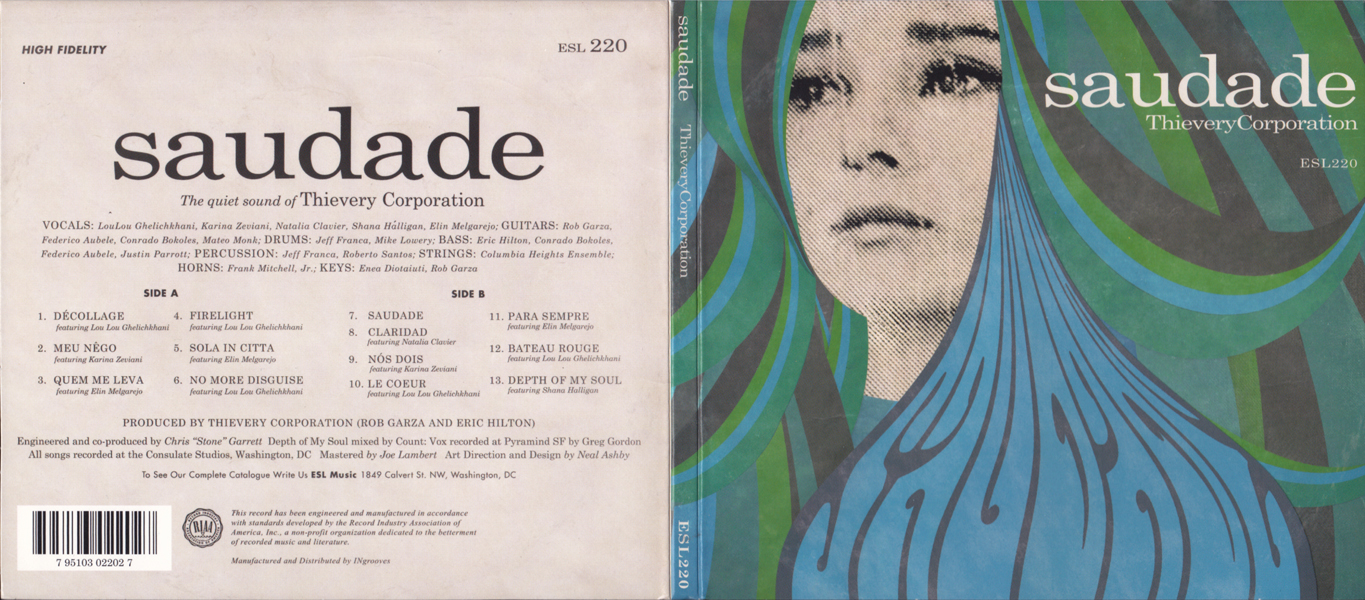 HIGH FIDELITY
ESL 220
saudade
The quiet sound of Thievery Corporation
VOCALS: LouLou Ghelichkhani, Karina Zeviani, Natalia Clavier, Shana Hálligan, Elin Melgarejo; GUITARS: Rob Garza,
Federico Aubele, Conrado Bokoles, Mateo Monk; DRUMS: Jeff Franca, Mike Lowery; BASS: Eric Hilton, Conrado Bokoles,
Federico Aubele, Justin Parrott; PERCUSSION: Jeff Franca, Roberto Santos; STRINGS: Columbia Heights Ensemble;
HORNS: Frank Mitchell, Jr.; KEYS: Enea Diotaiuti, Rob Garza
SIDE A
1. DÉCOLLAGE
featuring Lou Lou Ghelichkhani
2. MEU NÊGO
featuring Karina Zeviani
3. QUEM ME LEVA
featuring Elin Melgarejo
4. FIRELIGHT
featuring Lou Lou Ghelichkhani
5. SOLA IN CITTA
featuring Elin Melgarejo
6. NO MORE DISGUISE
featuring Lou Lou Ghelichkhani
SIDE B
7. SAUDADE
8. CLARIDAD
featuring Natalia Clavier
9. NÓS DOIS
featuring Karina Zeviani
10. LE COEUR
featuring Lou Lou Ghelichkhani
11. PARA SEMPRE
featuring Elin Melgarejo
12. BATEAU ROUGE
featuring Lou Lou Ghelichkhani
13. DEPTH OF MY SOUL
featuring Shana Halligan
PRODUCED BY THIEVERY CORPORATION (ROB GARZA AND ERIC HILTON)
Engineered and co-produced by Chris "Stone" Garrett Depth of My Soul mixed by Count: Vox recorded at Pyramind SF by Greg Gordon
All songs recorded at the Consulate Studios, Washington, DC Mastered by Joe Lambert Art Direction and Design by Neal Ashby
To See Our Complete Catalogue Write Us ESL Music 1849 Calvert St. NW, Washington, DC
7 95103 02202 7
This record has been engineered and manufactured in accordance
with standards developed by the Record Industry Association of
America, Inc., a non-profit organization dedicated to the betterment
of recorded music and literature.
Manufactured and Distributed by INgrooves
saudade ThieveryCorporation ESL220
saudade
ThieveryCorporation
ESL220